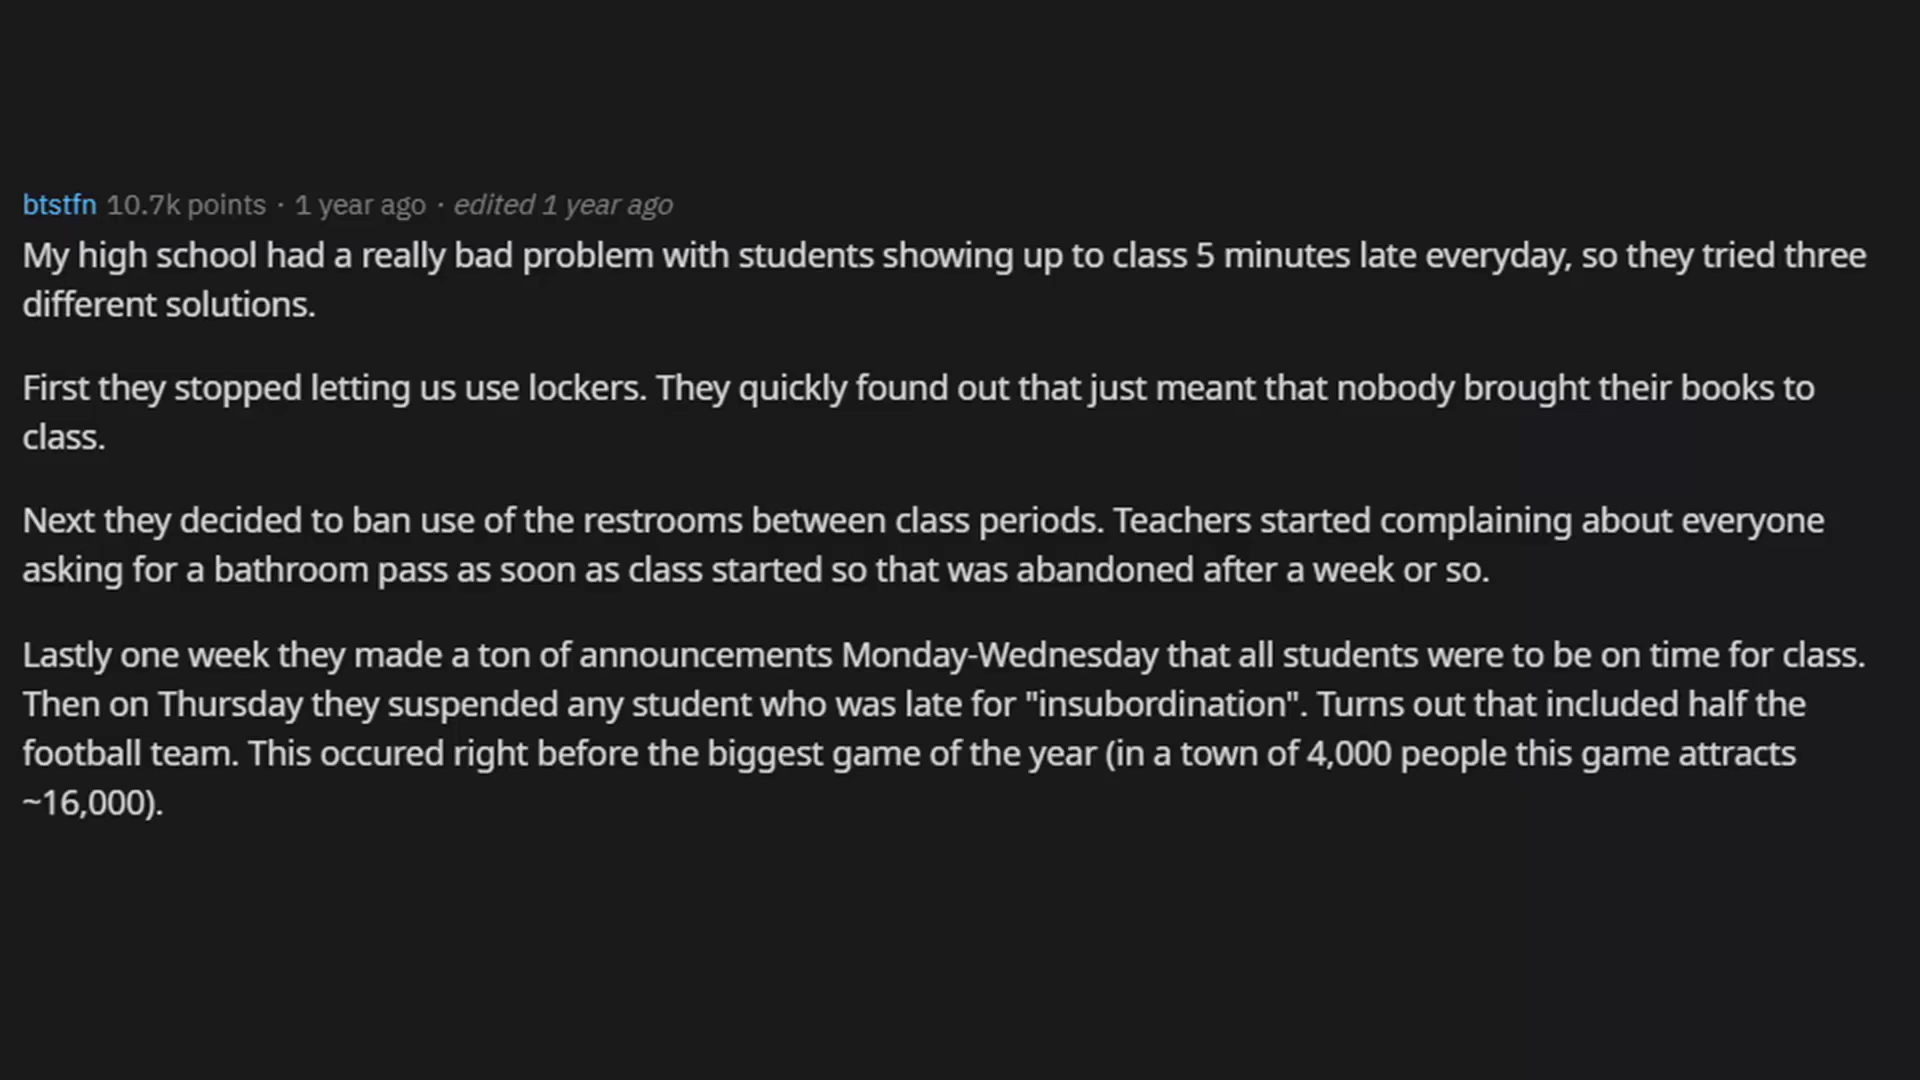 btstfn 10.7k points · 1 year ago · edited 1 year ago
My high school had a really bad problem with students showing up to class 5 minutes late everyday, so they tried three
different solutions.
First they stopped letting us use lockers. They quickly found out that just meant that nobody brought their books to
class.
Next they decided to ban use of the restrooms between class periods. Teachers started complaining about everyone
asking for a bathroom pass as soon as class started so that was abandoned after a week or so.
Lastly one week they made a ton of announcements Monday-Wednesday that all students were to be on time for class.
Then on Thursday they suspended any student who was late for "insubordination". Turns out that included half the
football team. This occured right before the biggest game of the year (in a town of 4,000 people this game attracts
~16,000).